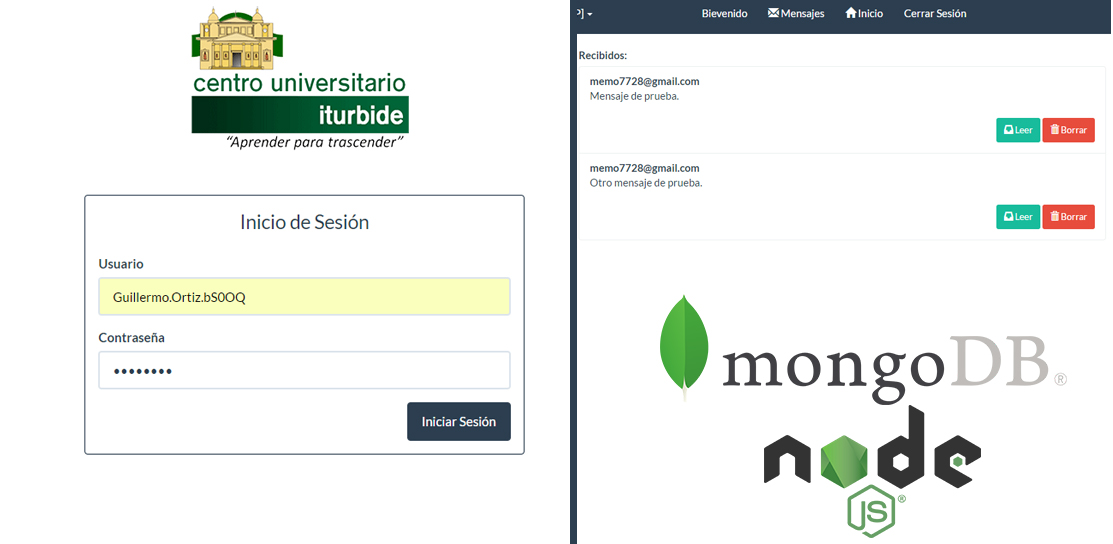 centro universitario
iturbide
“Aprender para trascender”
Inicio de Sesión
Usuario
Guillermo.Ortiz.bS0OQ
Contraseña
••••••••
Iniciar Sesión
P] Bievenido Mensajes Inicio Cerrar Sesión
Recibidos:
memo7728@gmail.com
Mensaje de prueba.
Leer Borrar
memo7728@gmail.com
Otro mensaje de prueba.
Leer Borrar
mongoDB®
node
JS®